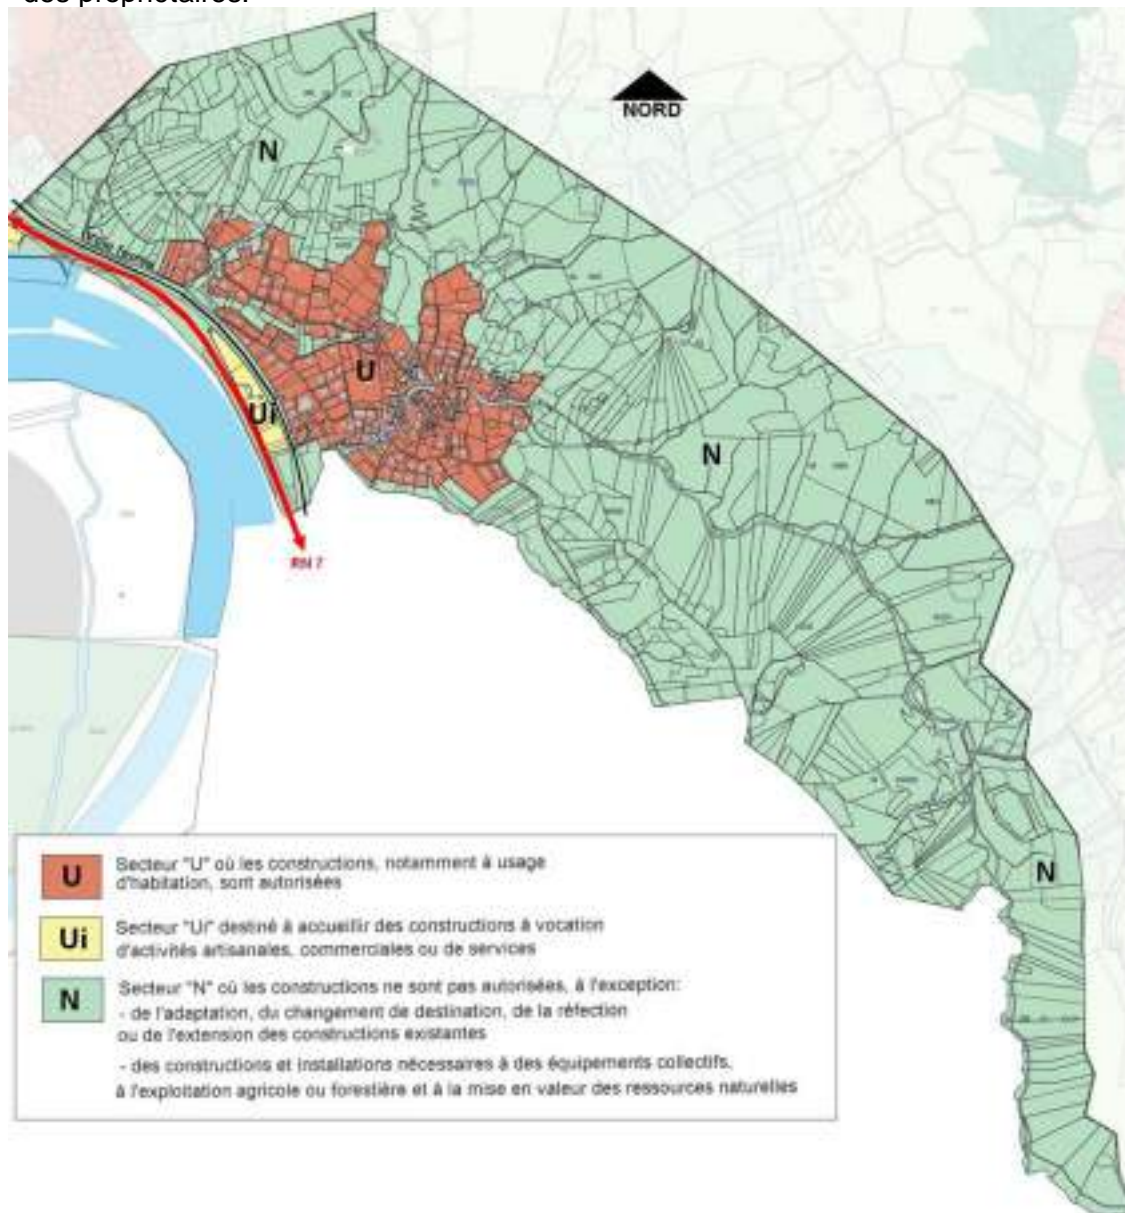 des propriétaires.
NORD
N
U
Ui
N
RN 7
N
U
Secteur "U" où les constructions, notamment à usage
d'habitation, sont autorisées
Ui
Secteur "Ui" destiné à accueillir des constructions à vocation
d'activités artisanales, commerciales ou de services
N
Secteur "N" où les constructions ne sont pas autorisées, à l'exception:
- de l'adaptation, du changement de destination, de la réfection
ou de l'extension des constructions existantes
- des constructions et installations nécessaires à des équipements collectifs,
à l'exploitation agricole ou forestière et à la mise en valeur des ressources naturelles